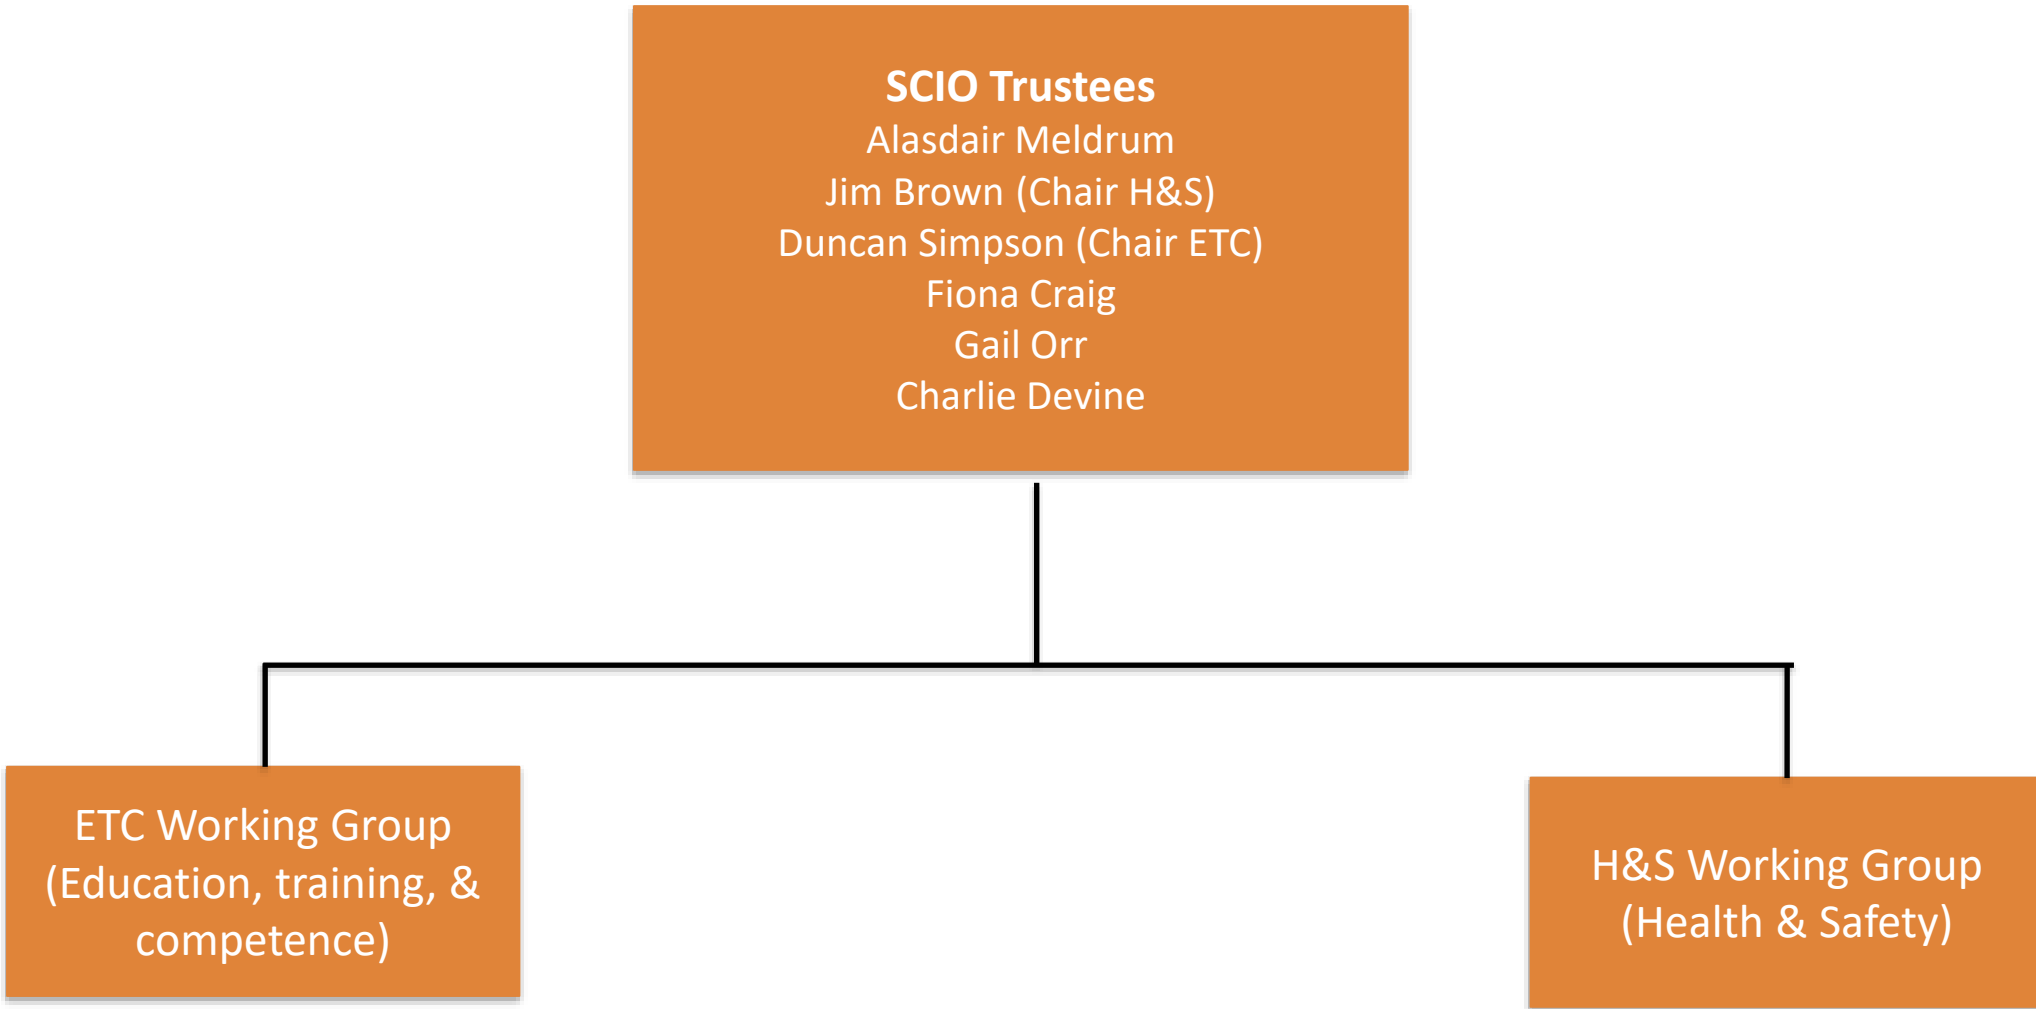 SCIO Trustees
Alasdair Meldrum
Jim Brown (Chair H&S)
Duncan Simpson (Chair ETC)
Fiona Craig
Gail Orr
Charlie Devine
ETC Working Group
(Education, training, &
competence)
H&S Working Group
(Health & Safety)